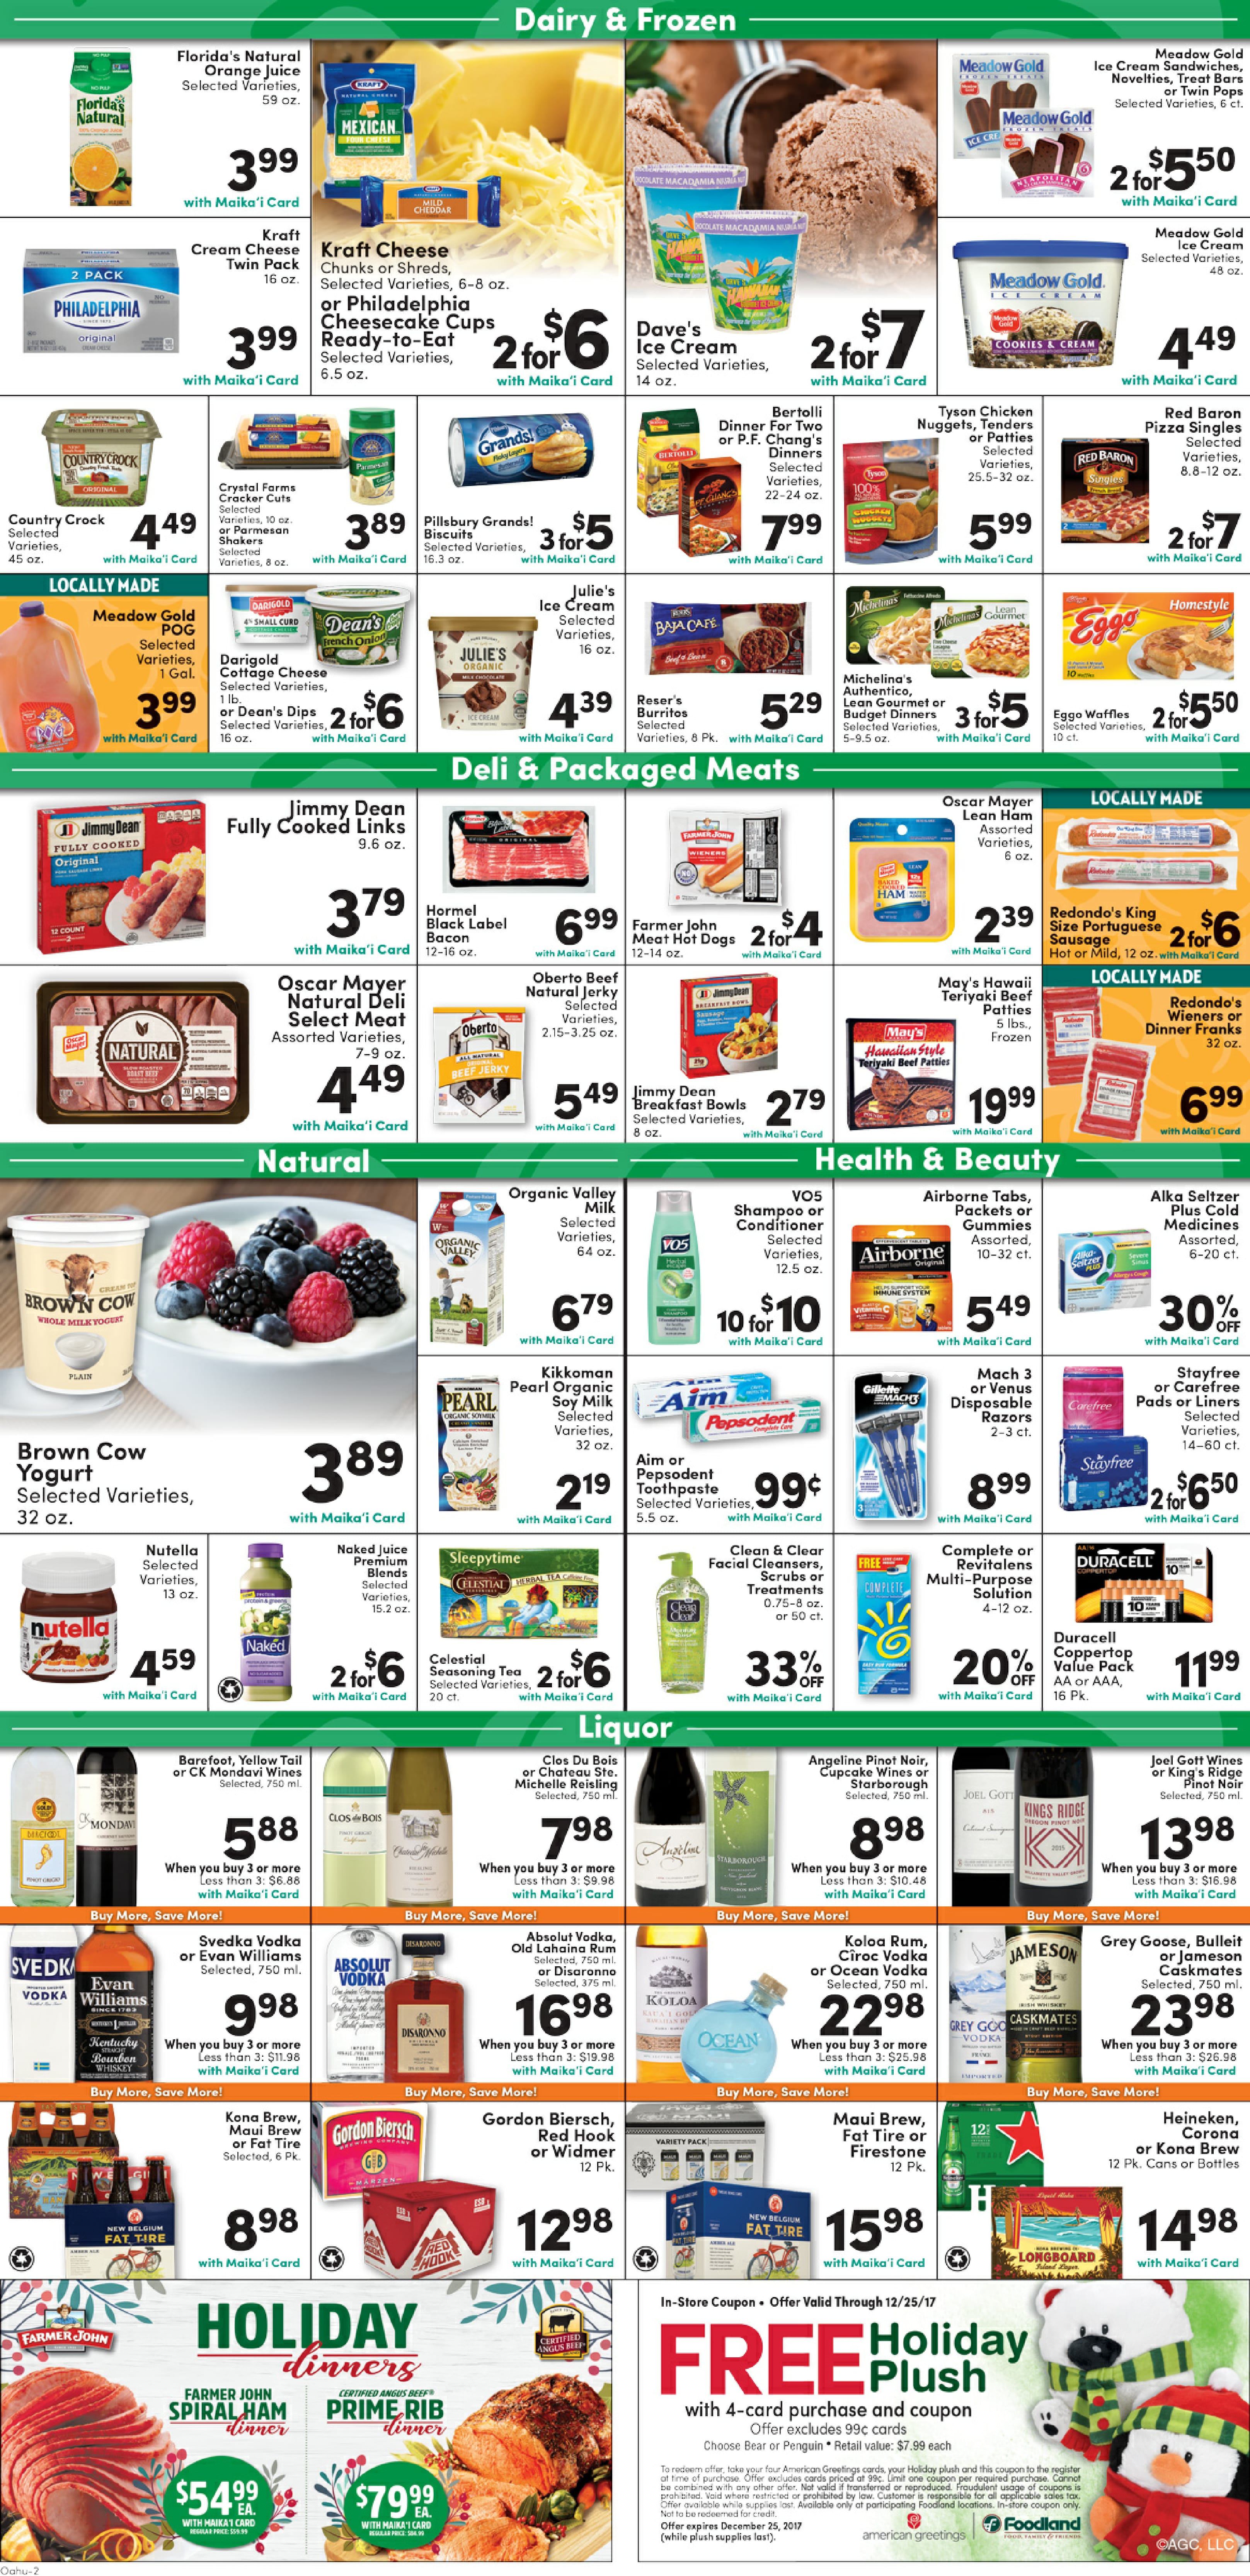 Dairy & Frozen
Florida's Natural
Orange Juice
Selected Varieties,
59 oz.
3 99
with Maika'i Card
Kraft
Cream Cheese
Twin Pack
16 oz.
3 99
with Maika'i Card
Kraft Cheese
Chunks or Shreds,
Selected Varieties, 6-8 oz.
or Philadelphia
Cheesecake Cups
Ready-to-Eat
Selected Varieties,
6.5 oz.
2 for $6
with Maika'i Card
Dave's
Ice Cream
Selected Varieties,
14 oz.
2 for $7
with Maika'i Card
Meadow Gold
Ice Cream Sandwiches,
Novelties, Treat Bars
or Twin Pops
Selected Varieties, 6 ct.
2 for $5 50
with Maika'i Card
Meadow Gold
Ice Cream
Selected Varieties,
48 oz.
4 49
with Maika'i Card
Country Crock
Selected
Varieties,
45 oz.
4 49
with Maika'i Card
Crystal Farms
Cracker Cuts
Selected
Varieties, 10 oz.
or Parmesan
Shakers
Selected
Varieties, 8 oz.
3 89
with Maika'i Card
Pillsbury Grands!
Biscuits
Selected Varieties,
16.3 oz.
3 for $5
with Maika'i Card
Bertolli
Dinner For Two
or P.F. Chang's
Dinners
Selected
Varieties,
22-24 oz.
7 99
with Maika'i Card
Tyson Chicken
Nuggets, Tenders
or Patties
Selected
Varieties,
25.5-32 oz.
5 99
with Maika'i Card
Red Baron
Pizza Singles
Selected
Varieties,
8.8-12 oz.
2 for $7
with Maika'i Card
LOCALLY MADE
Meadow Gold
POG
Selected
Varieties,
1 Gal.
3 99
with Maika'i Card
Darigold
Cottage Cheese
Selected Varieties,
1 lb.
or Dean's Dips
Selected Varieties,
16 oz.
2 for $6
with Maika'i Card
Julie's
Ice Cream
Selected
Varieties,
16 oz.
4 39
with Maika'i Card
Reser's
Burritos
Selected
Varieties, 8 Pk.
5 29
with Maika'i Card
Michelina's
Authentico,
Lean Gourmet or
Budget Dinners
Selected Varieties,
5-9.5 oz.
3 for $5
with Maika'i Card
Eggo Waffles
Selected Varieties,
10 ct.
2 for $5 50
with Maika'i Card
Deli & Packaged Meats
Jimmy Dean
Fully Cooked Links
9.6 oz.
3 79
with Maika'i Card
Hormel
Black Label
Bacon
12-16 oz.
6 99
with Maika'i Card
Farmer John
Meat Hot Dogs
12-14 oz.
2 for $4
with Maika'i Card
Oscar Mayer
Lean Ham
Assorted
Varieties,
6 oz.
2 39
with Maika'i Card
LOCALLY MADE
Redondo's King
Size Portuguese
Sausage
Hot or Mild, 12 oz.
2 for $6
with Maika'i Card
Oscar Mayer
Natural Deli
Select Meat
Assorted Varieties,
7-9 oz.
4 49
with Maika'i Card
Oberto Beef
Natural Jerky
Selected
Varieties,
2.15-3.25 oz.
5 49
with Maika'i Card
Jimmy Dean
Breakfast Bowls
Selected Varieties,
8 oz.
2 79
with Maika'i Card
May's Hawaii
Teriyaki Beef
Patties
5 lbs.,
Frozen
19 99
with Maika'i Card
LOCALLY MADE
Redondo's
Wieners or
Dinner Franks
32 oz.
6 99
with Maika'i Card
Natural
Brown Cow
Yogurt
Selected Varieties,
32 oz.
3 89
with Maika'i Card
Organic Valley
Milk
Selected
Varieties,
64 oz.
6 79
with Maika'i Card
Kikkoman
Pearl Organic
Soy Milk
Selected
Varieties,
32 oz.
2 19
with Maika'i Card
Nutella
Selected
Varieties,
13 oz.
4 59
with Maika'i Card
Naked Juice
Premium
Blends
Selected
Varieties,
15.2 oz.
2 for $6
with Maika'i Card
Celestial
Seasoning Tea
Selected Varieties,
20 ct.
2 for $6
with Maika'i Card
Health & Beauty
VO5
Shampoo or
Conditioner
Selected
Varieties,
12.5 oz.
10 for $10
with Maika'i Card
Airborne Tabs,
Packets or
Gummies
Assorted,
10-32 ct.
5 49
with Maika'i Card
Alka Seltzer
Plus Cold
Medicines
Assorted,
6-20 ct.
30% OFF
with Maika'i Card
Aim or
Pepsodent
Toothpaste
Selected Varieties,
5.5 oz.
99¢
with Maika'i Card
Mach 3
or Venus
Disposable
Razors
2-3 ct.
8 99
with Maika'i Card
Stayfree
or Carefree
Pads or Liners
Selected
Varieties,
14-60 ct.
2 for $6 50
with Maika'i Card
Clean & Clear
Facial Cleansers,
Scrubs or
Treatments
0.75-8 oz.
or 50 ct.
33% OFF
with Maika'i Card
Complete or
Revitalens
Multi-Purpose
Solution
4-12 oz.
20% OFF
with Maika'i Card
Duracell
Coppertop
Value Pack
AA or AAA,
16 Pk.
11 99
with Maika'i Card
Liquor
Barefoot, Yellow Tail
or CK Mondavi Wines
Selected, 750 ml.
5 88
When you buy 3 or more
Less than 3: $6.88
with Maika'i Card
Buy More, Save More!
Clos Du Bois
or Chateau Ste.
Michelle Reisling
Selected, 750 ml.
7 98
When you buy 3 or more
Less than 3: $9.98
with Maika'i Card
Buy More, Save More!
Angeline Pinot Noir,
Cupcake Wines or
Starborough
Selected, 750 ml.
8 98
When you buy 3 or more
Less than 3: $10.48
with Maika'i Card
Buy More, Save More!
Joel Gott Wines
or King's Ridge
Pinot Noir
Selected, 750 ml.
13 98
When you buy 3 or more
Less than 3: $16.98
with Maika'i Card
Buy More, Save More!
Svedka Vodka
or Evan Williams
Selected, 750 ml.
9 98
When you buy 3 or more
Less than 3: $11.98
with Maika'i Card
Buy More, Save More!
Absolut Vodka,
Old Lahaina Rum
Selected, 750 ml.
or Disaronno
Selected, 375 ml.
16 98
When you buy 3 or more
Less than 3: $19.98
with Maika'i Card
Buy More, Save More!
Koloa Rum,
Cîroc Vodka
or Ocean Vodka
Selected, 750 ml.
22 98
When you buy 3 or more
Less than 3: $25.98
with Maika'i Card
Buy More, Save More!
Grey Goose, Bulleit
or Jameson
Caskmates
Selected, 750 ml.
23 98
When you buy 3 or more
Less than 3: $26.98
with Maika'i Card
Buy More, Save More!
Kona Brew,
Maui Brew
or Fat Tire
Selected, 6 Pk.
8 98
with Maika'i Card
Gordon Biersch,
Red Hook
or Widmer
12 Pk.
12 98
with Maika'i Card
Maui Brew,
Fat Tire or
Firestone
12 Pk.
15 98
with Maika'i Card
Heineken,
Corona
or Kona Brew
12 Pk. Cans or Bottles
14 98
with Maika'i Card
FARMER JOHN
HOLIDAY
dinners
CERTIFIED
ANGUS BEEF
FARMER JOHN
SPIRAL HAM
dinner
$54 99 EA.
WITH MAIKA'I CARD
REGULAR PRICE: $59.99
CERTIFIED ANGUS BEEF®
PRIME RIB
dinner
$79 99 EA.
WITH MAIKA'I CARD
REGULAR PRICE: $84.99
In-Store Coupon • Offer Valid Through 12/25/17
FREE Holiday
Plush
with 4-card purchase and coupon
Offer excludes 99¢ cards
Choose Bear or Penguin • Retail value: $7.99 each
To redeem offer, take your four American Greetings cards, your Holiday plush and this coupon to the register
at time of purchase. Offer excludes cards priced at 99¢. Limit one coupon per required purchase. Cannot
be combined with any other offer. Not valid if transferred or reproduced. Fraudulent usage of coupons is
prohibited. Void where restricted or prohibited by law. Customer is responsible for all applicable sales tax.
Offer available while supplies last. Available only at participating Foodland locations. In-store coupon only.
Not to be redeemed for credit.
Offer expires December 25, 2017
(while plush supplies last).
american greetings
Foodland
FOOD, FAMILY & FRIENDS
©AGC, LLC
Oahu-2